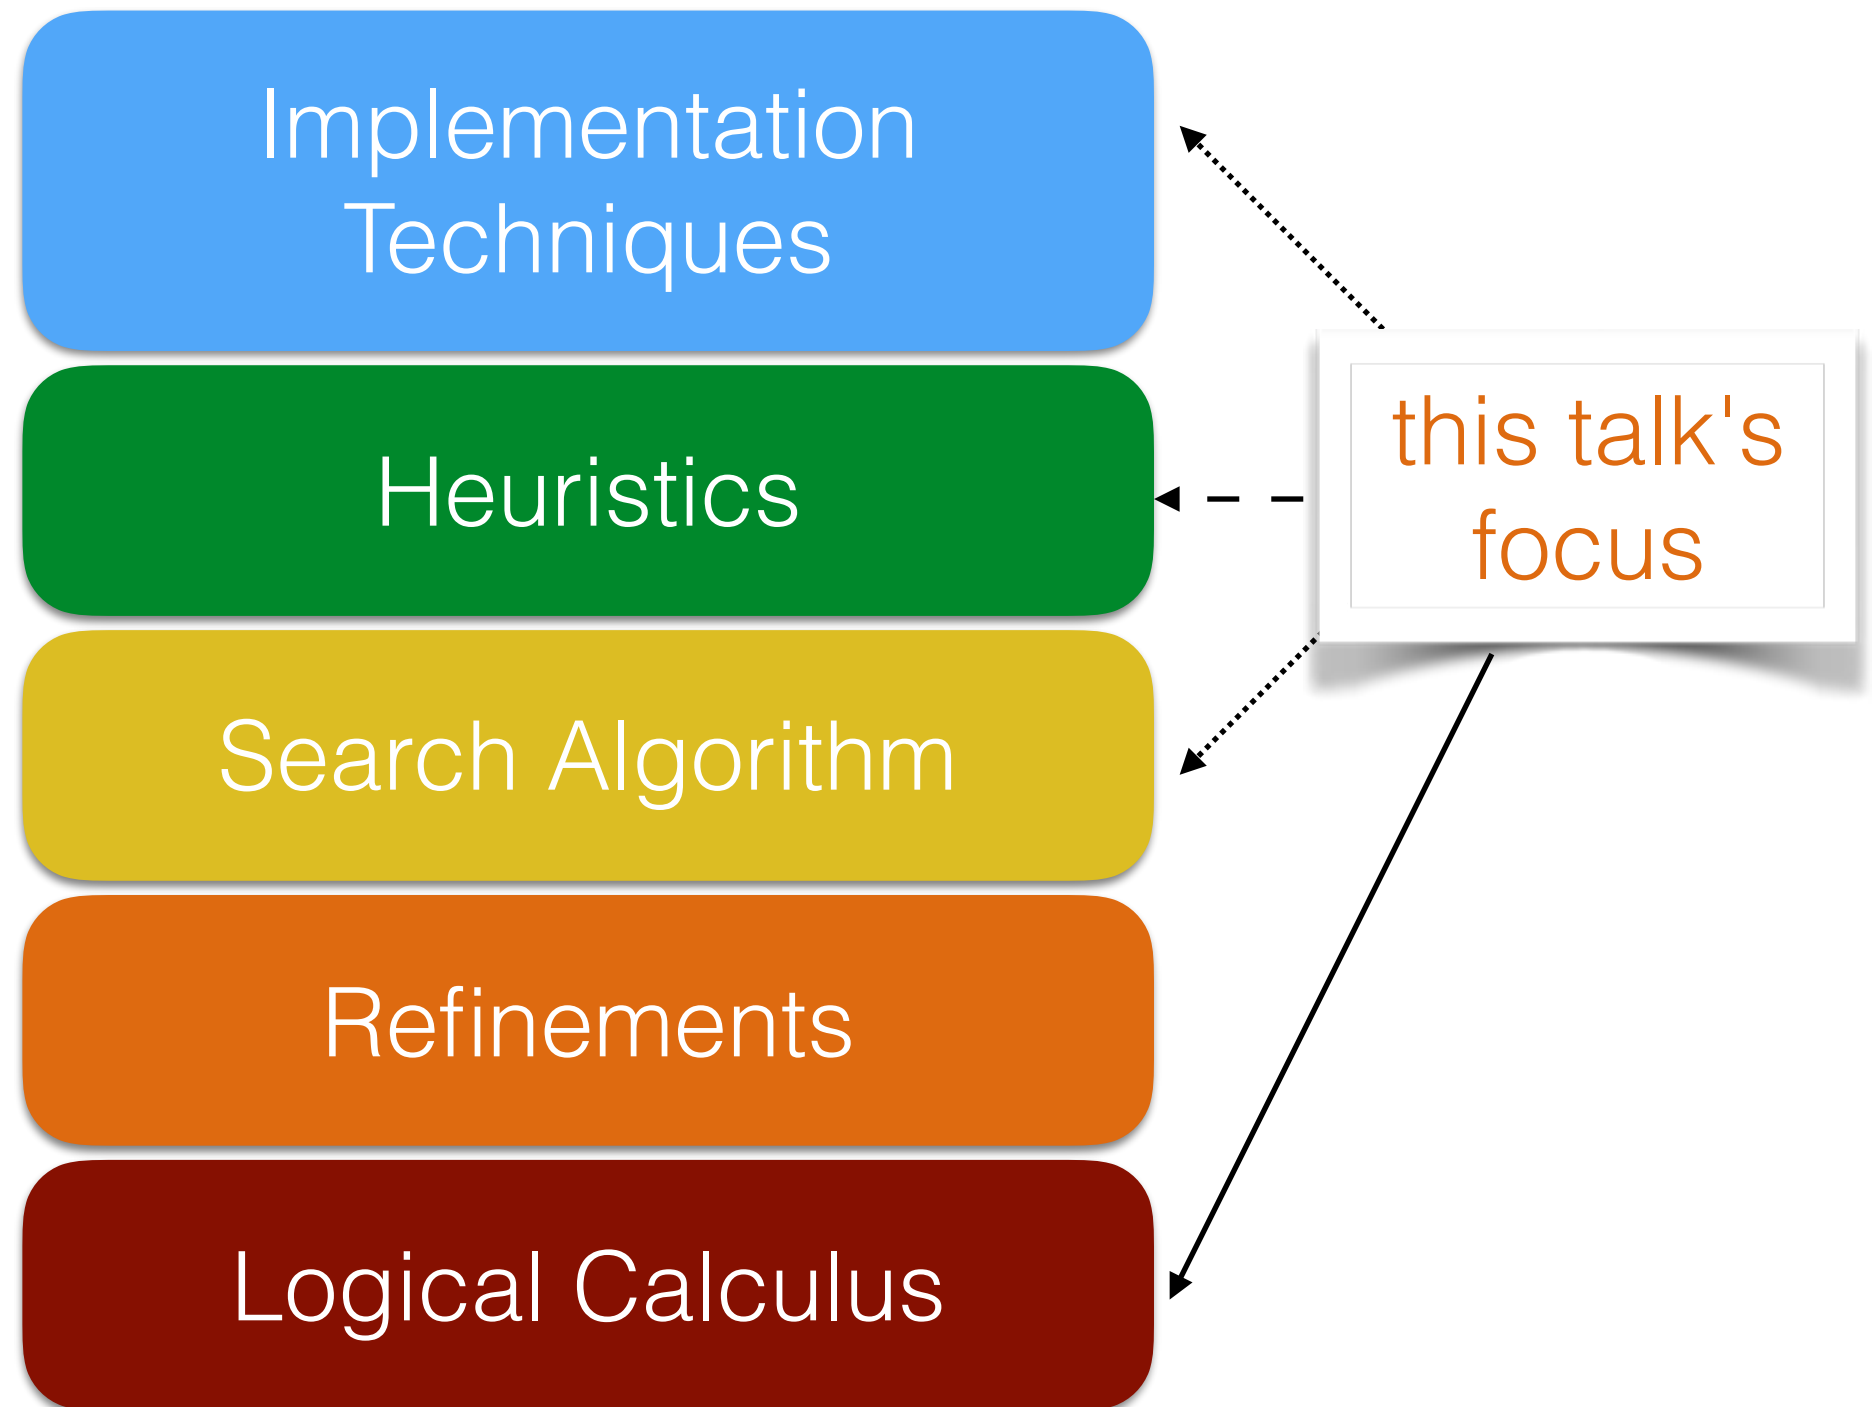 Implementation
Techniques
Heuristics
Search Algorithm
Refinements
Logical Calculus
this talk's
focus